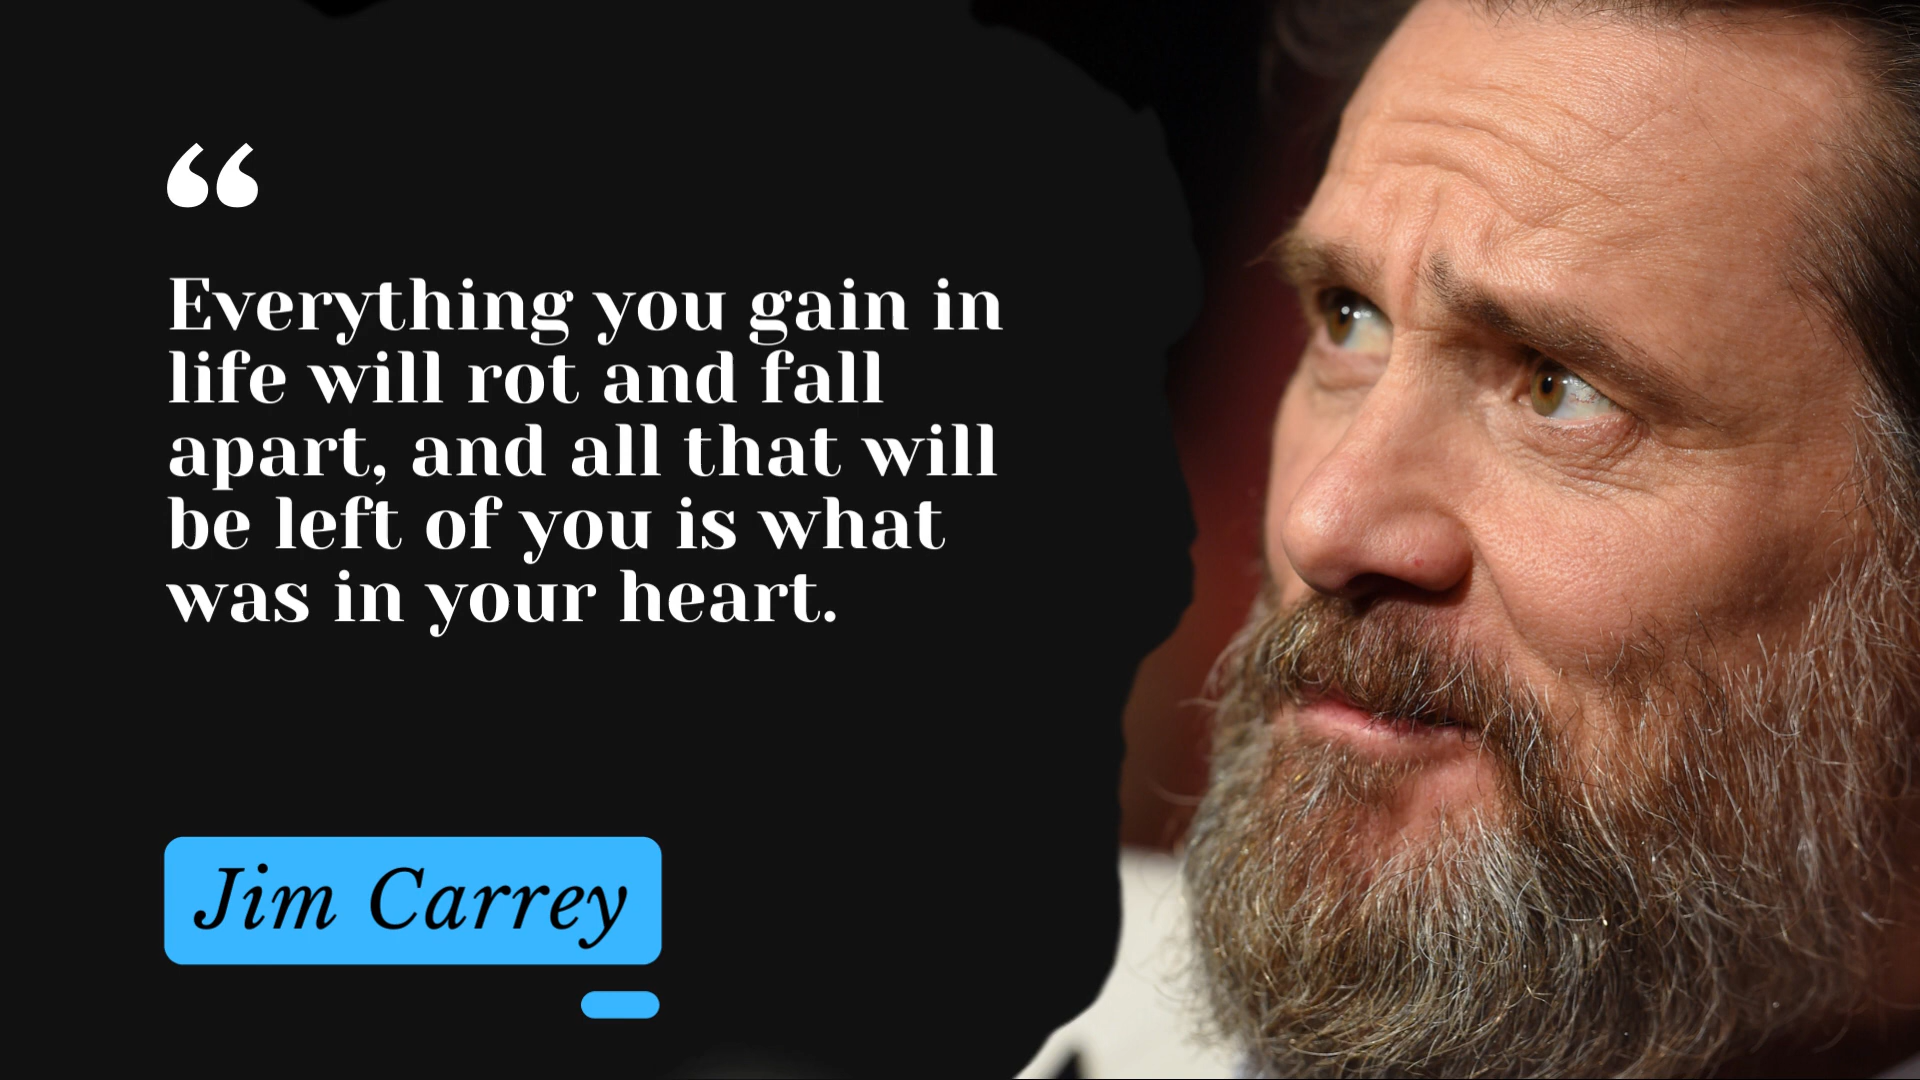 “
Everything you gain in
life will rot and fall
apart, and all that will
be left of you is what
was in your heart.
Jim Carrey